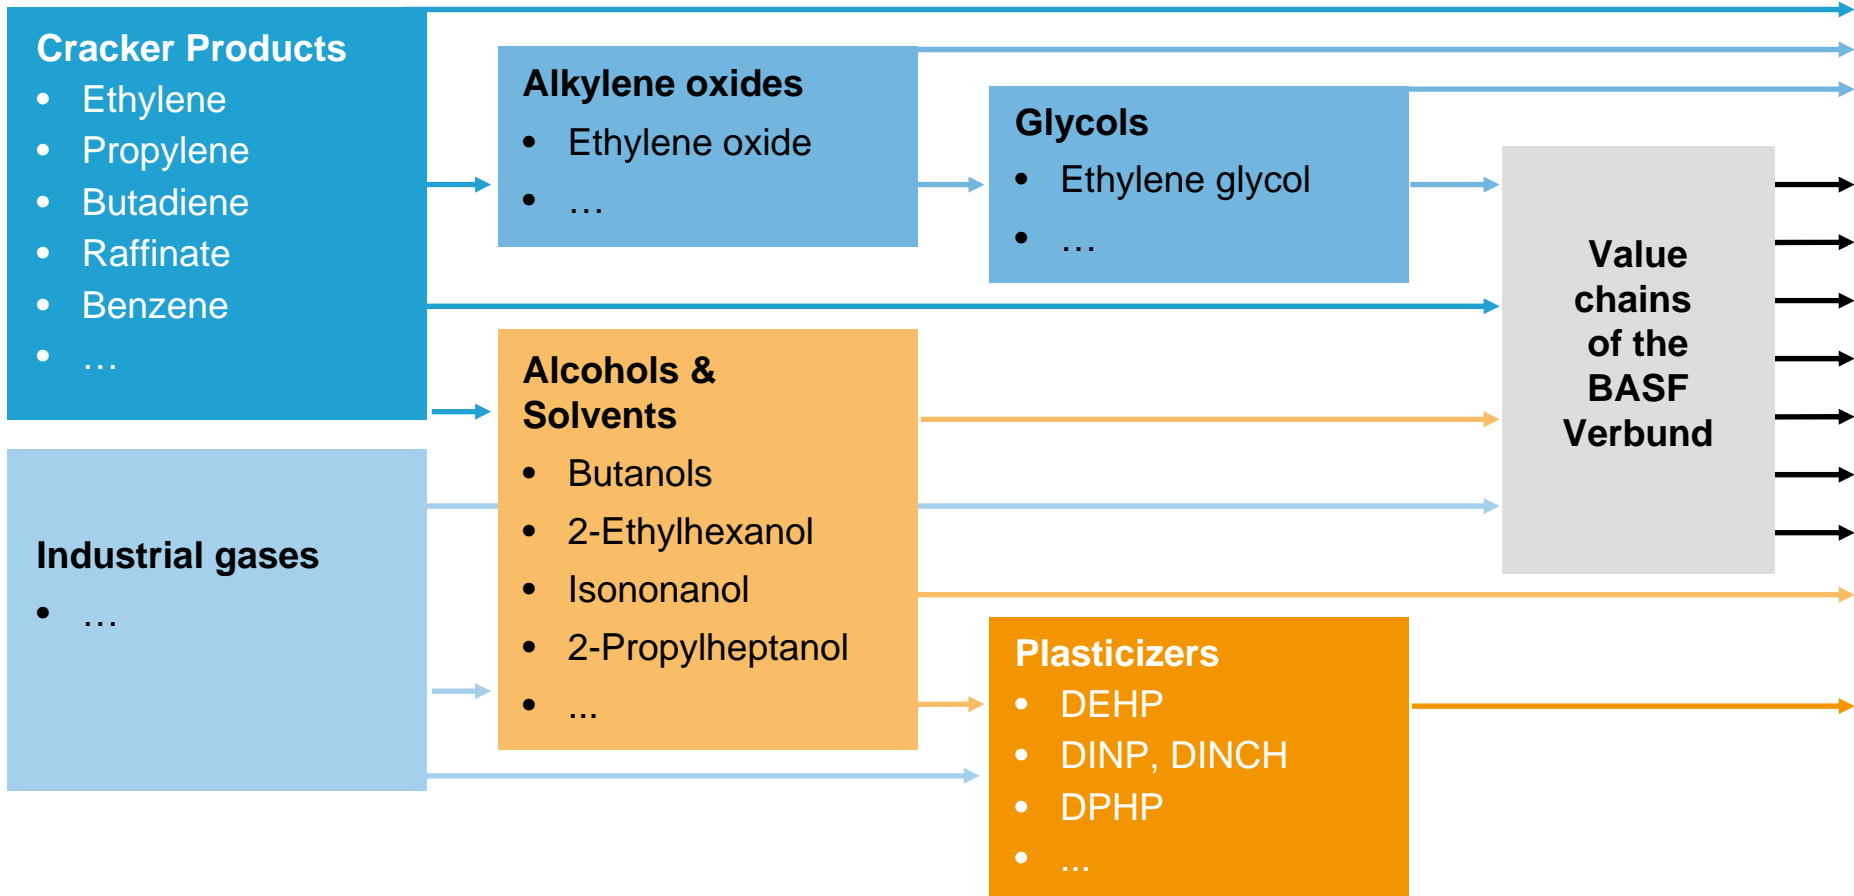 Cracker Products
• Ethylene
• Propylene
• Butadiene
• Raffinate
• Benzene
• …
Alkylene oxides
• Ethylene oxide
• …
Glycols
• Ethylene glycol
• …
Value
chains
of the
BASF
Verbund
Alcohols &
Solvents
• Butanols
• 2-Ethylhexanol
• Isononanol
• 2-Propylheptanol
• ...
Industrial gases
• …
Plasticizers
• DEHP
• DINP, DINCH
• DPHP
• ...